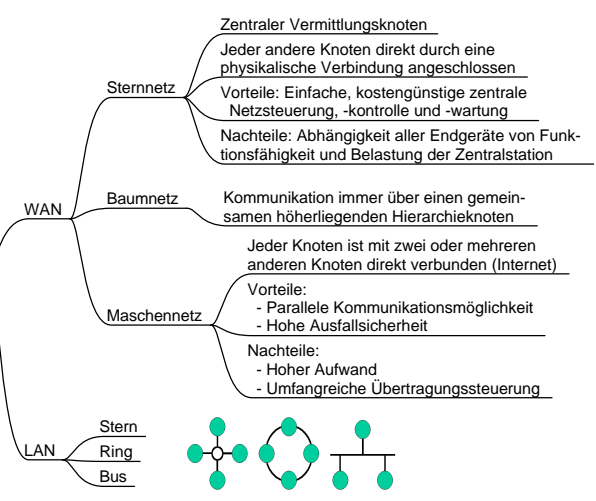 Zentraler Vermittlungsknoten
Jeder andere Knoten direkt durch eine
physikalische Verbindung angeschlossen
Sternnetz
Vorteile: Einfache, kostengünstige zentrale
Netzsteuerung, -kontrolle und -wartung
Nachteile: Abhängigkeit aller Endgeräte von Funk-
tionsfähigkeit und Belastung der Zentralstation
WAN
Baumnetz
Kommunikation immer über einen gemein-
samen höherliegenden Hierarchieknoten
Jeder Knoten ist mit zwei oder mehreren
anderen Knoten direkt verbunden (Internet)
Maschennetz
Vorteile:
- Parallele Kommunikationsmöglichkeit
- Hohe Ausfallsicherheit
Nachteile:
- Hoher Aufwand
- Umfangreiche Übertragungssteuerung
LAN
Stern
Ring
Bus